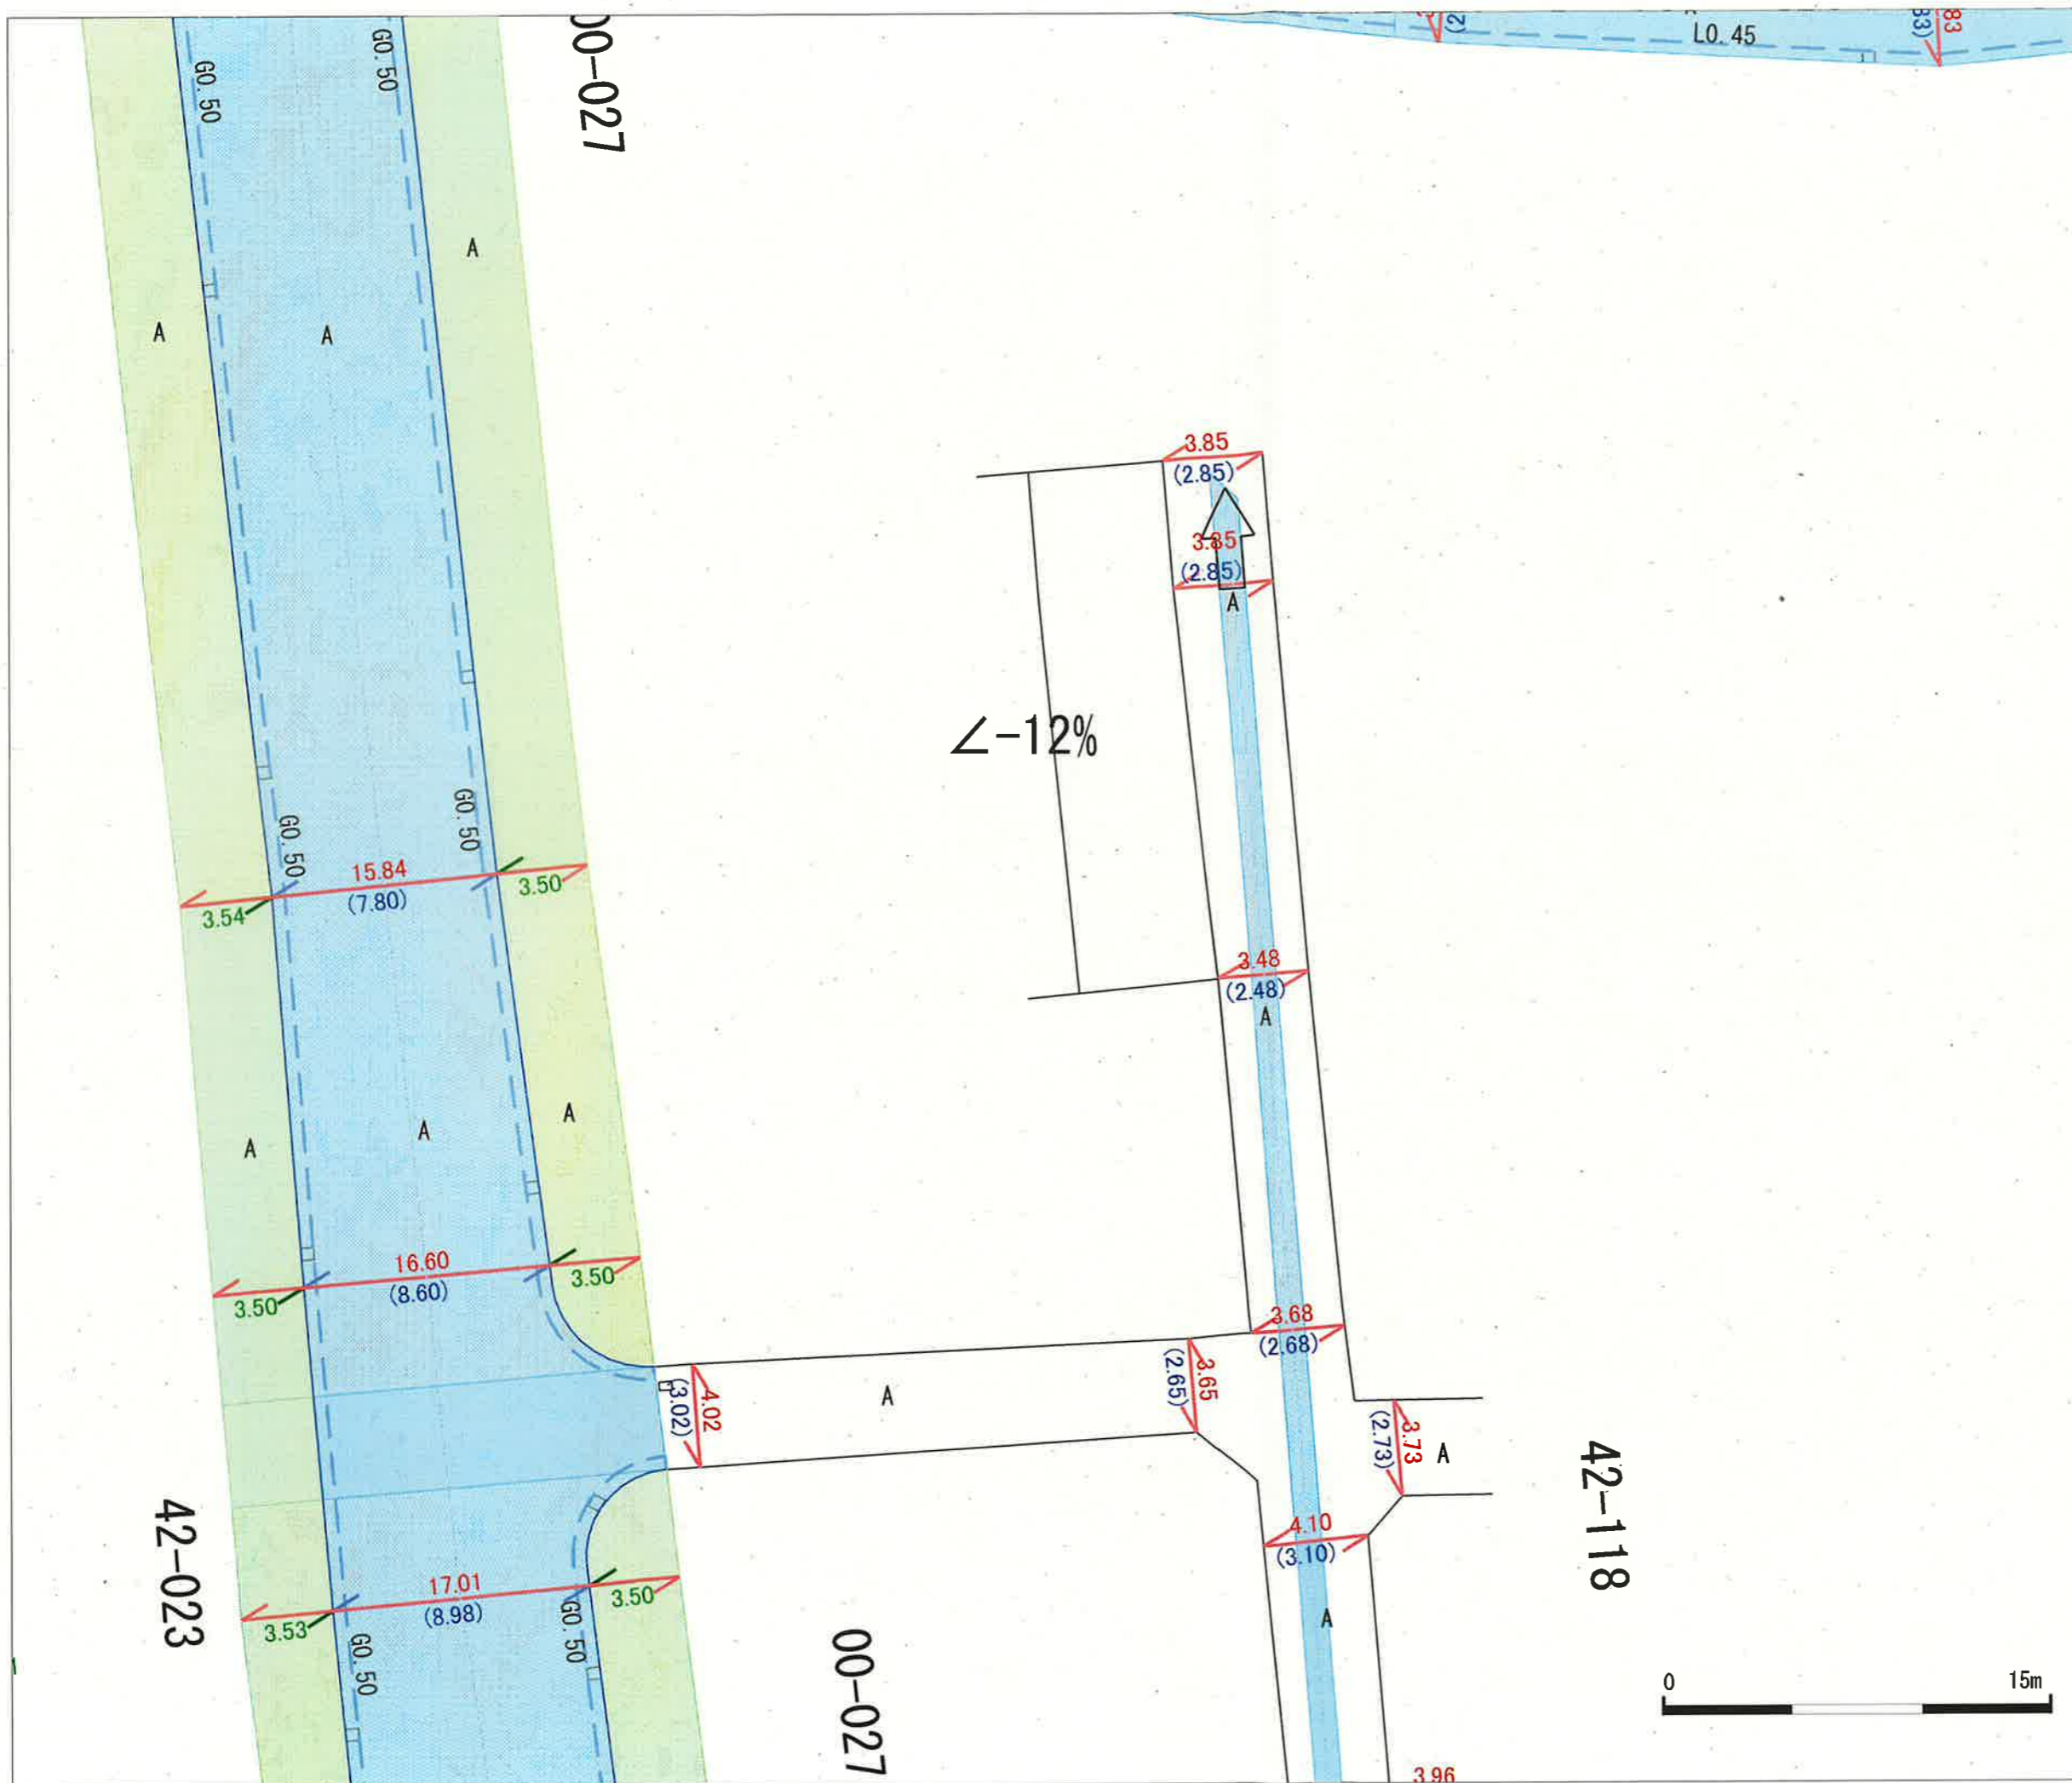 00-027
G0.50
G0.50
(2
L0.45
83
33)
A
A
A
3.85
(2.85)
3.85
(2.85)
A
∠-12%
G0.50
G0.50
15.84
(7.80)
3.50
3.54
3.48
(2.48)
A
A
A
A
16.60
(8.60)
3.50
3.50
3.68
(2.68)
3.65
(2.65)
4.02
(3.02)
A
3.73
(2.73)
A
42-118
4.10
(3.10)
A
42-023
17.01
(8.98)
3.50
3.53
G0.50
G0.50
00-027
0 15m
3.96